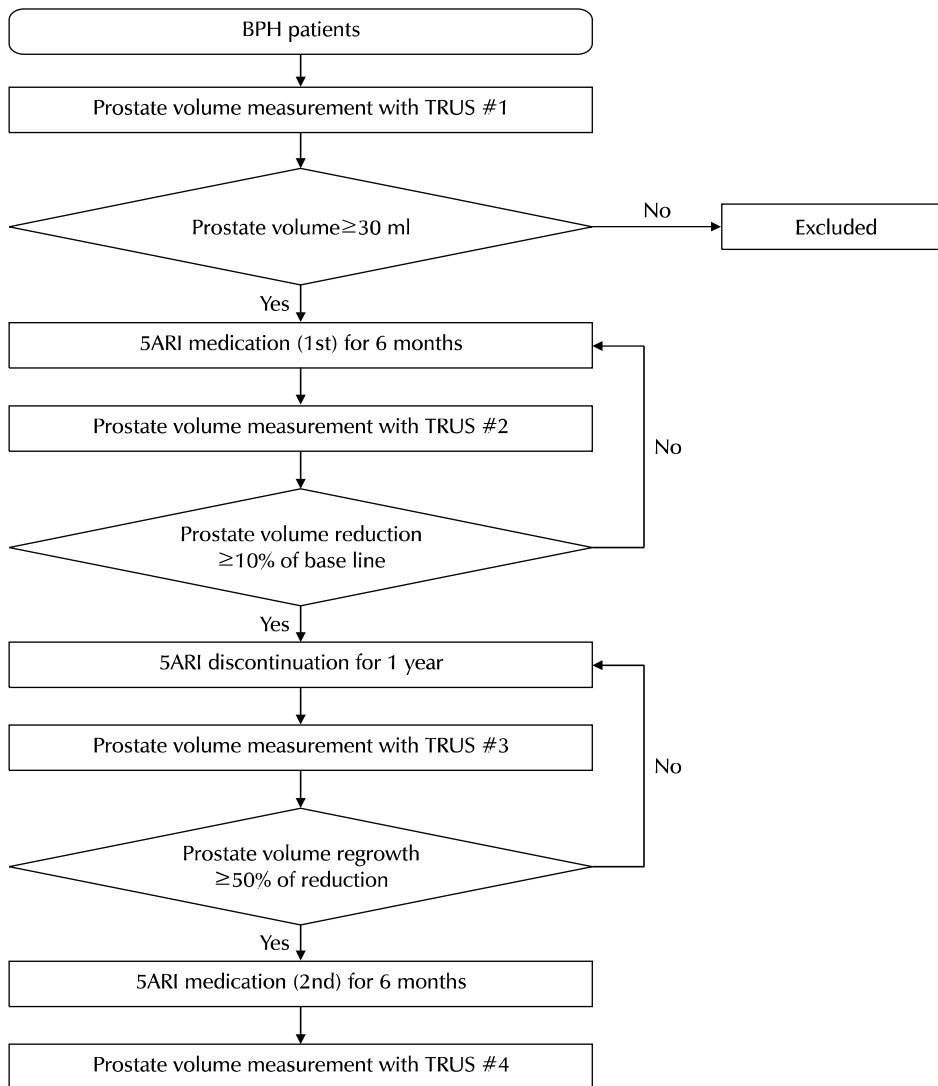 BPH patients
Prostate volume measurement with TRUS #1
Prostate volume≥30 ml
No
Excluded
Yes
5ARI medication (1st) for 6 months
Prostate volume measurement with TRUS #2
No
Prostate volume reduction
≥10% of base line
Yes
5ARI discontinuation for 1 year
Prostate volume measurement with TRUS #3
No
Prostate volume regrowth
≥50% of reduction
Yes
5ARI medication (2nd) for 6 months
Prostate volume measurement with TRUS #4